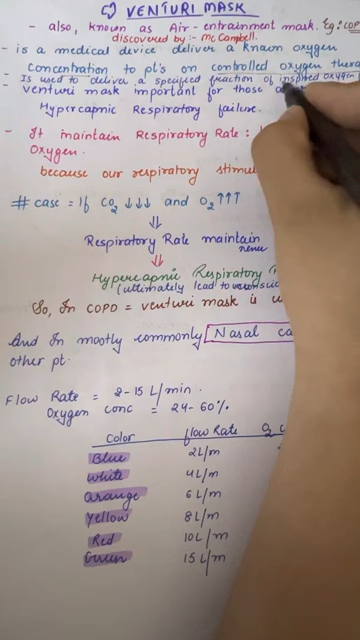 5) VENTURI MASK
- also, known as Air-entrainment mask. Eg: COP
discovered by:- Mc Campbell.
- is a medical device deliver a known oxygen
concentration to pt's on controlled oxygen thera
- Is used to deliver a specified fraction of inspired oxygen
- venturi mask important for those
Hypercapnic Respiratory failure.
- It maintain Respiratory Rate:
oxygen.
because our respiratory stimul
# case = If CO2 ↓↓↓ and O2 ↑↑↑
⇓
Respiratory Rate maintain
⇓
Hypercapnic Respiratory
(ultimately lead to
So, In COPD = venturi mask is u
And In mostly commonly Nasal ca
other pt.
Flow Rate = 2-15 L/min.
Oxygen conc = 24-60%
Color flow Rate O2 c
Blue 2L/m
White 4L/m
Orange 6 L/m
Yellow 8L/m
Red 10L/m
Green 15 L/m